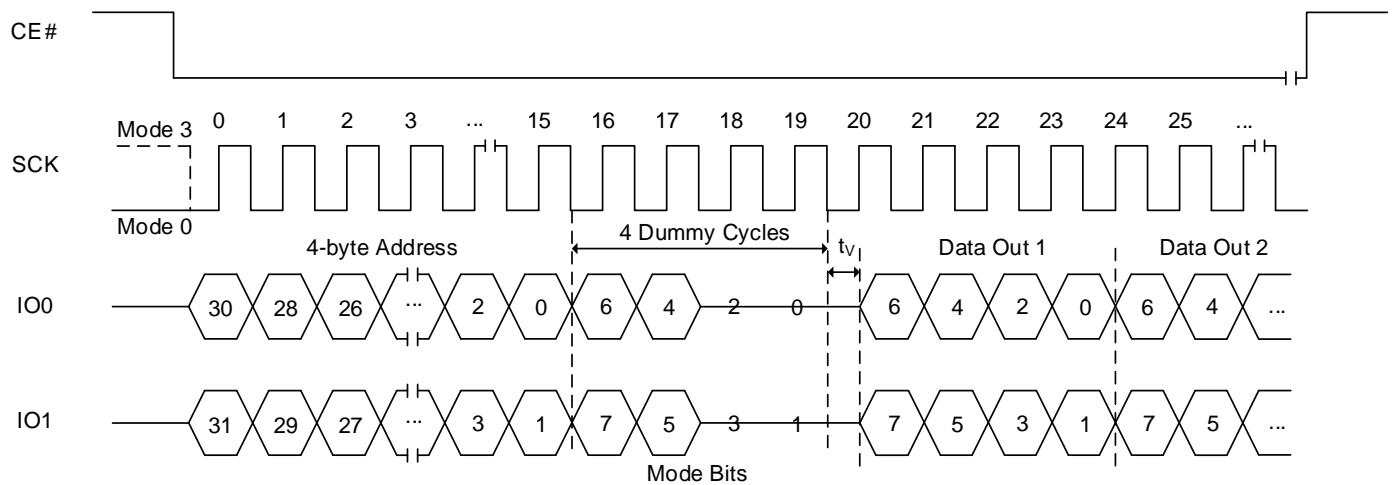 CE#
Mode 3 0 1 2 3 ... 15 16 17 18 19 20 21 22 23 24 25 ...
SCK
Mode 0
4-byte Address 4 Dummy Cycles tV Data Out 1 Data Out 2
IO0 30 28 26 ... 2 0 6 4 2 0 6 4 2 0 6 4 ...
IO1 31 29 27 ... 3 1 7 5 3 1 7 5 3 1 7 5 ...
Mode Bits